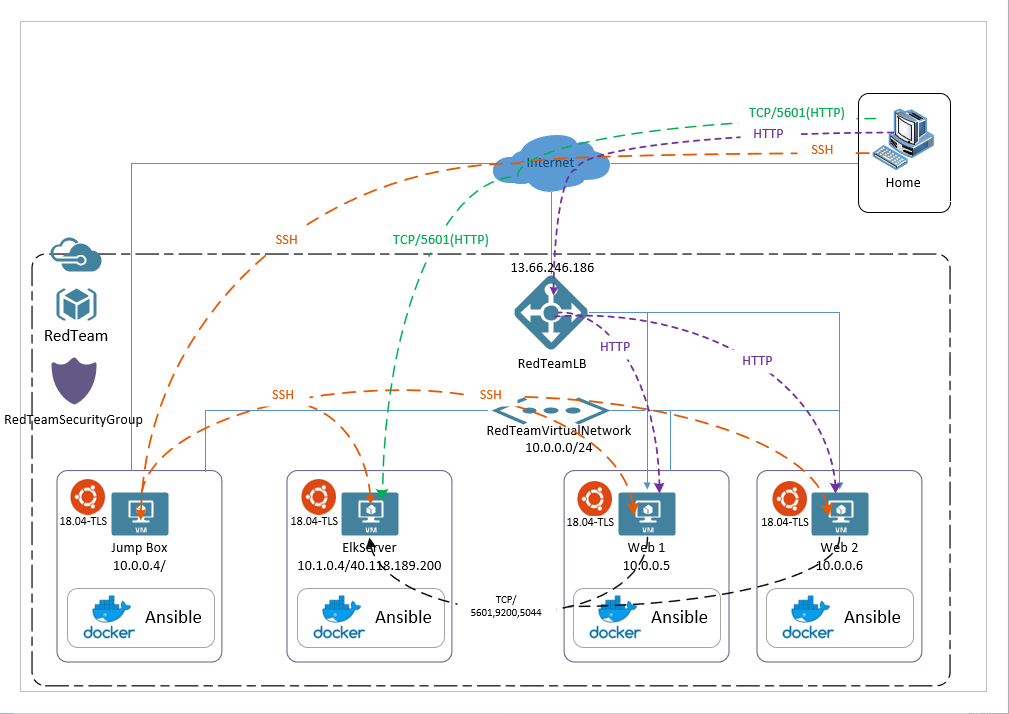 TCP/5601(HTTP)
HTTP
SSH
Internet
Home
SSH
TCP/5601(HTTP)
13.66.246.186
RedTeam
RedTeamLB
HTTP
HTTP
RedTeamSecurityGroup
SSH
SSH
RedTeamVirtualNetwork
10.0.0.0/24
18.04-TLS
VM
Jump Box
10.0.0.4/
docker
Ansible
18.04-TLS
VM
ElkServer
10.1.0.4/40.118.189.200
docker
Ansible
TCP/
5601,9200,5044
18.04-TLS
VM
Web 1
10.0.0.5
docker
Ansible
18.04-TLS
VM
Web 2
10.0.0.6
docker
Ansible